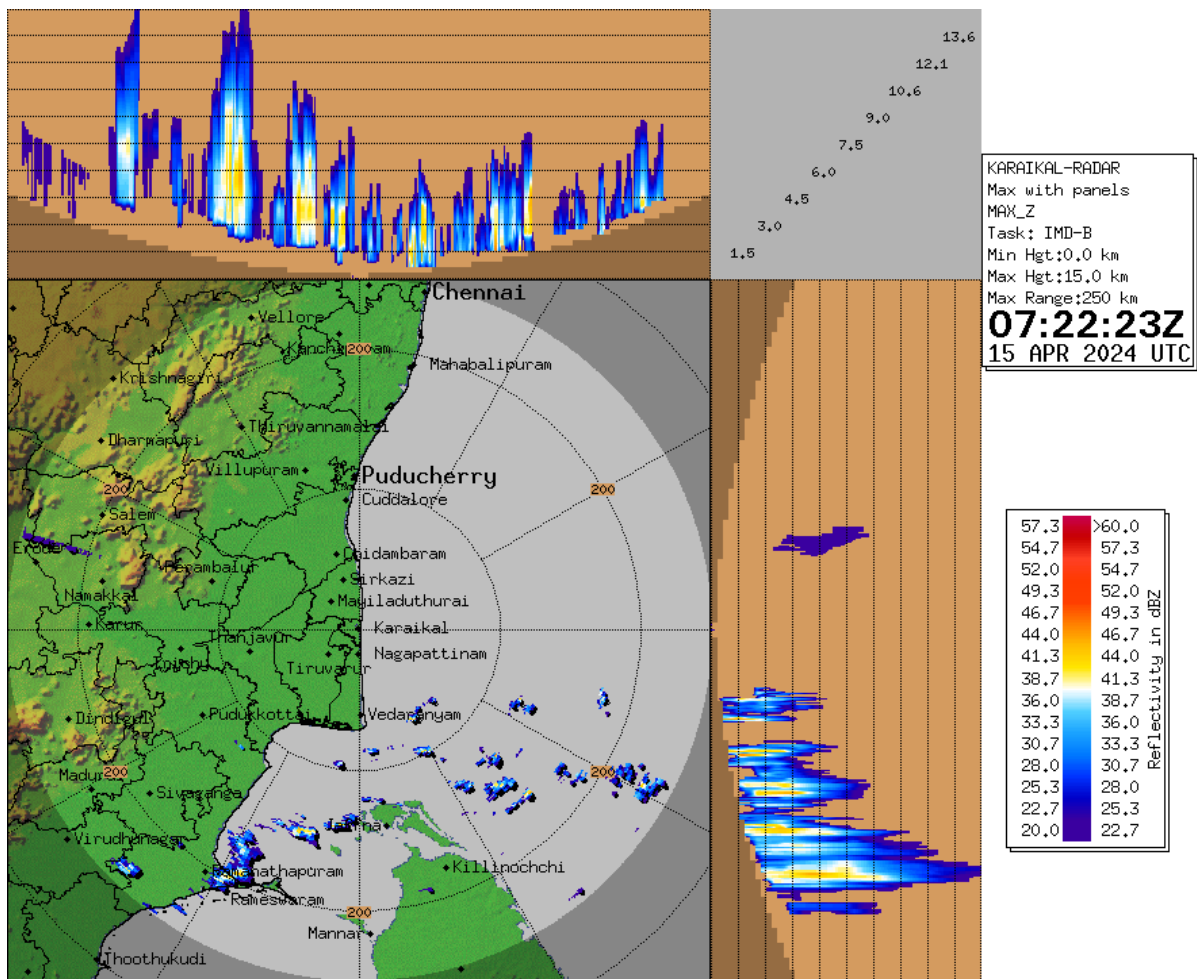 13.6
12.1
10.6
9.0
7.5
6.0
4.5
3.0
1.5
KARAIKAL-RADAR
Max with panels
MAX_Z
Task: IMD-B
Min Hgt:0.0 km
Max Hgt:15.0 km
Max Range:250 km
07:22:23Z
15 APR 2024 UTC
Chennai
Vellore
200
Mahabalipuram
Krishnagiri
Thiruvannamalai
Dharmapuri
Villupuram
Puducherry
200
200
Cuddalore
Salem
Chidambaram
Perambalur
Sirkazi
Namakkal
Mayiladuthurai
Karur
Karaikal
Thanjavur
Nagapattinam
Tiruvarur
Pudukkottai
Vedaranyam
Dindigul
200
200
Sivaganga
Virudhunagar
Ramanathapuram
Killinochchi
Rameswaram
200
Mannar
Thoothukudi
57.3 >60.0
54.7 57.3
52.0 54.7
49.3 52.0
46.7 49.3
44.0 46.7
41.3 44.0
38.7 41.3
36.0 38.7
33.3 36.0
30.7 33.3
28.0 30.7
25.3 28.0
22.7 25.3
20.0 22.7
Reflectivity in dBZ